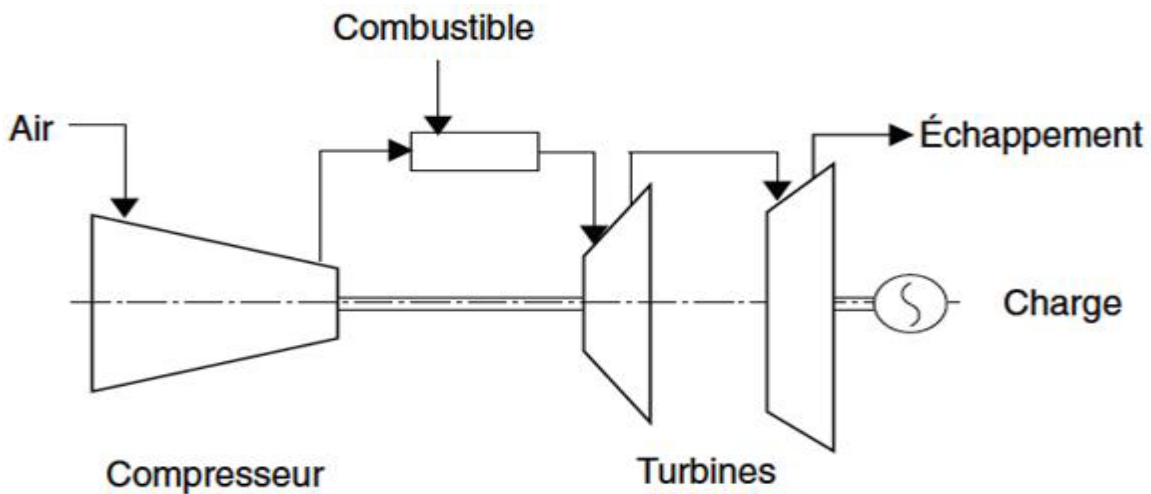 Combustible
Air
Échappement
Charge
Compresseur
Turbines